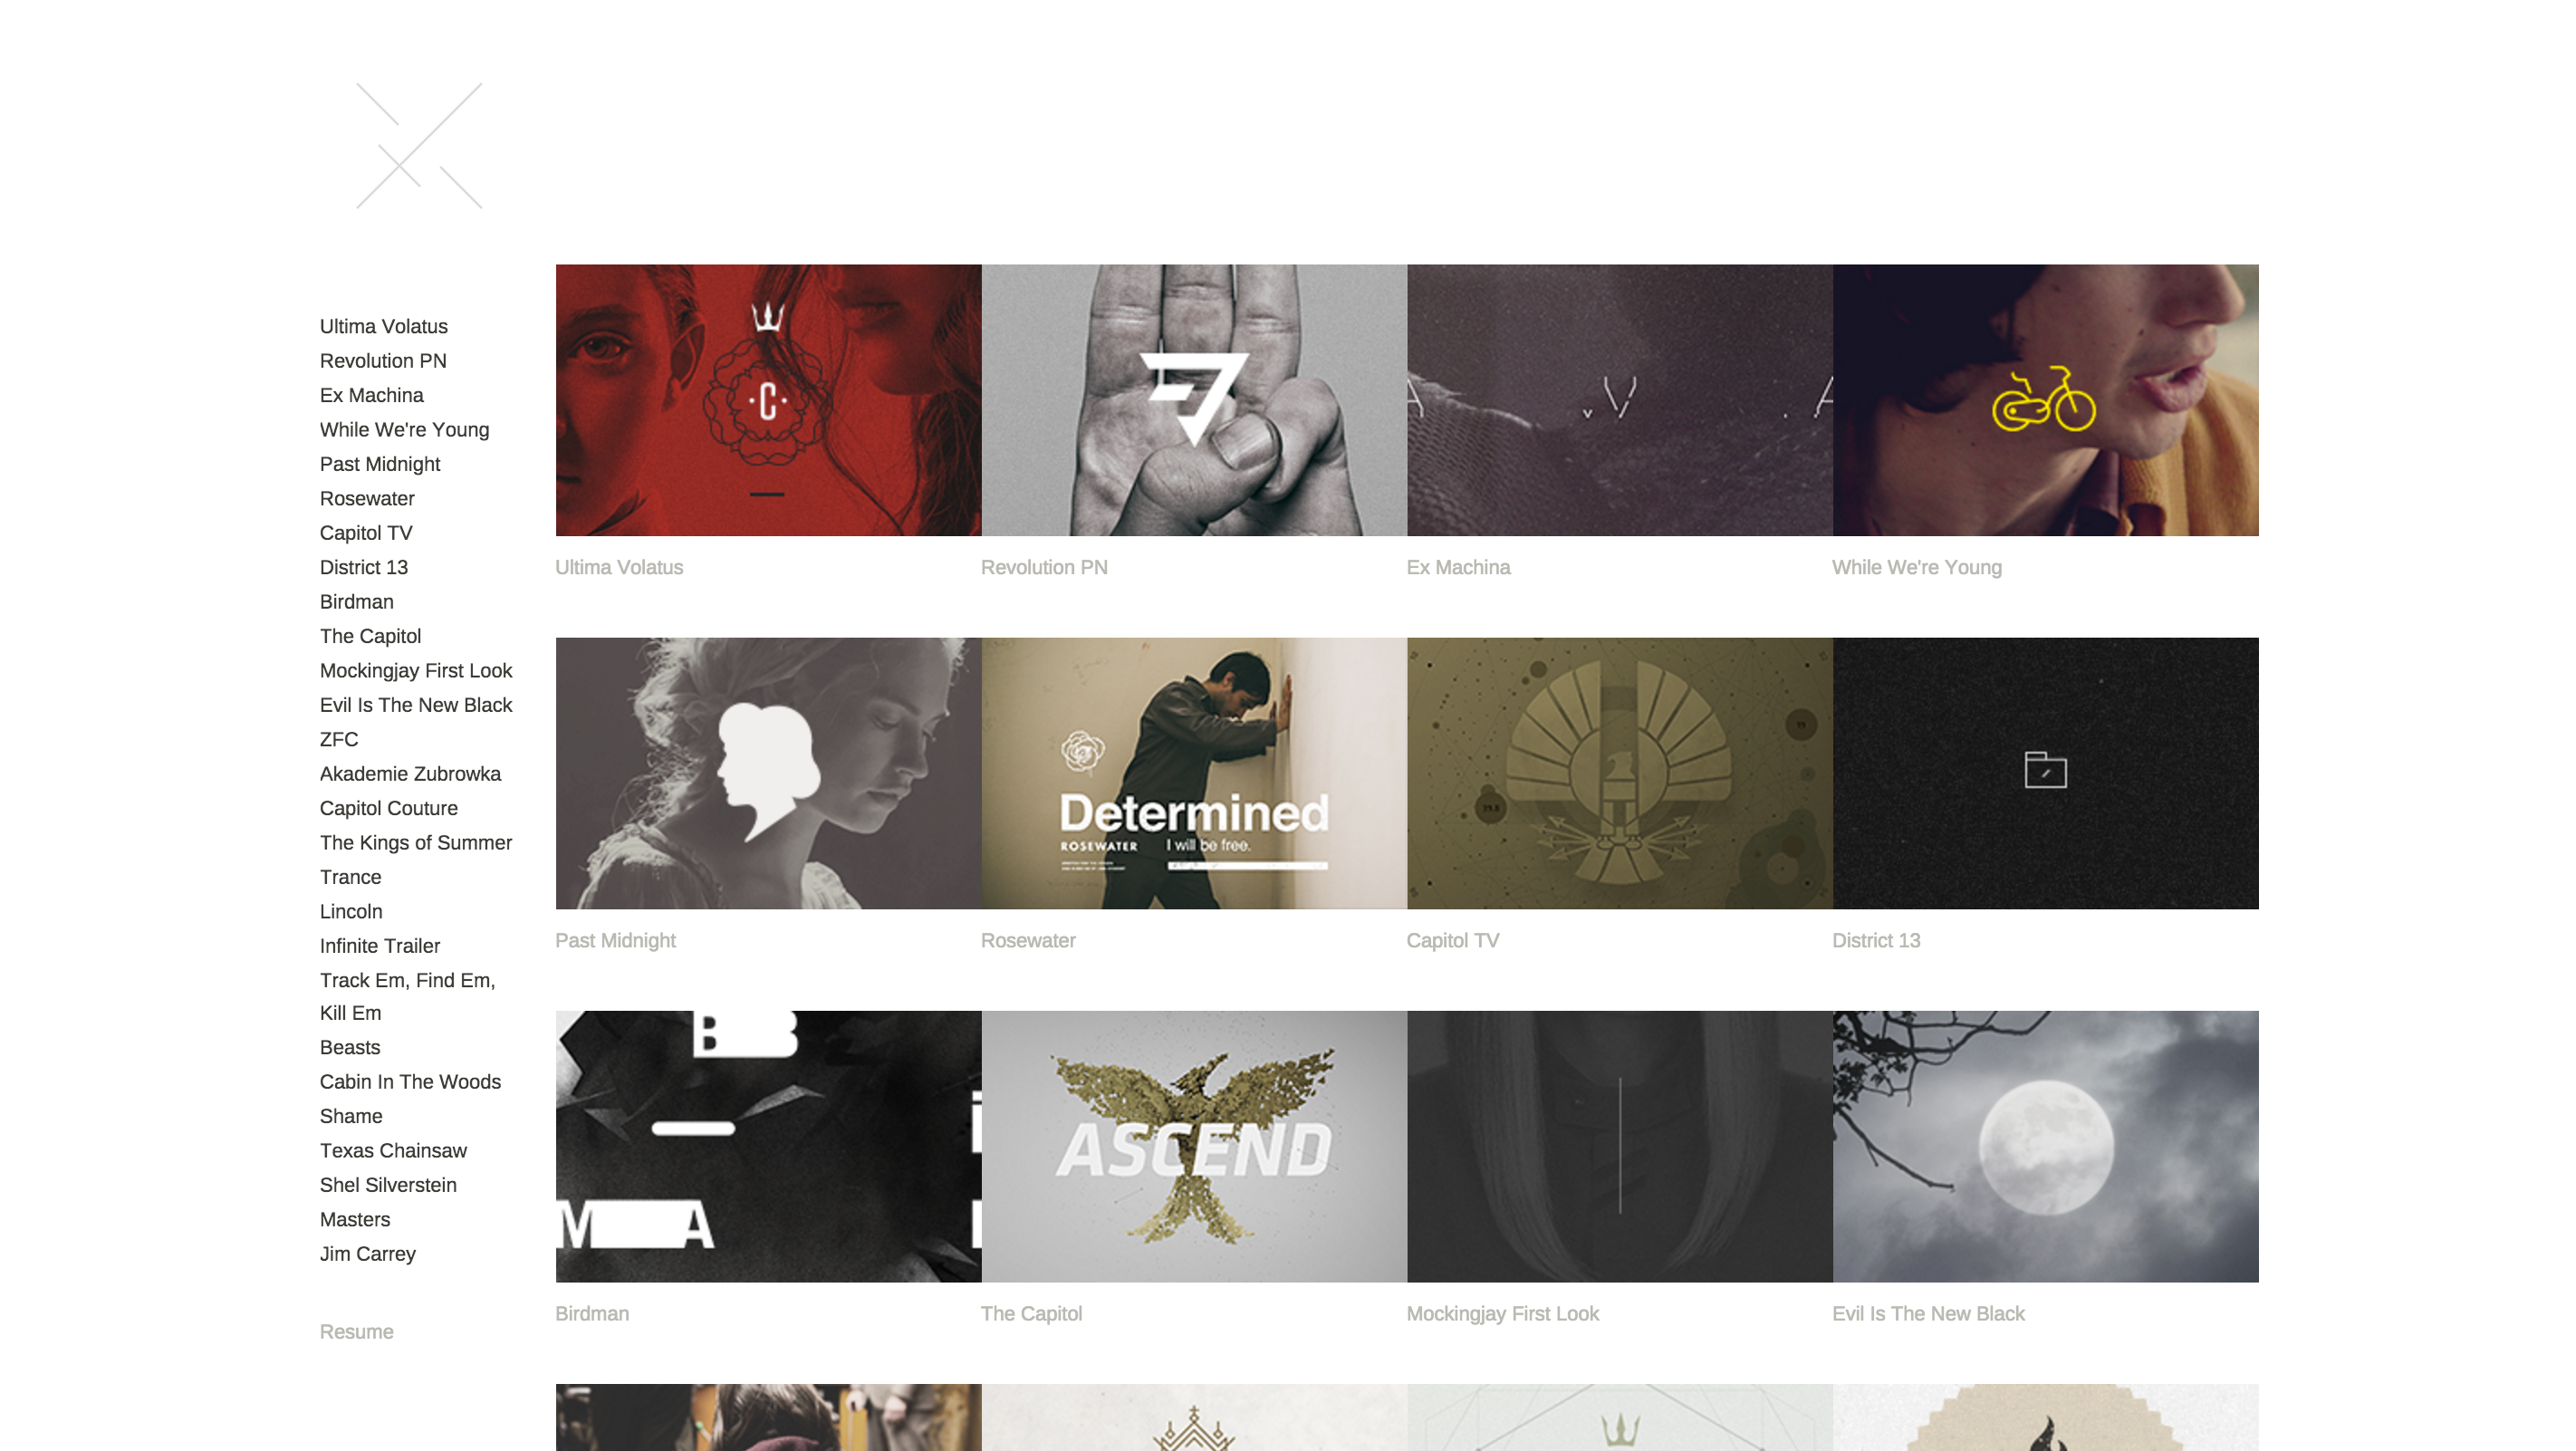 Ultima Volatus
Revolution PN
Ex Machina
While We're Young
Past Midnight
Rosewater
Capitol TV
District 13
Birdman
The Capitol
Mockingjay First Look
Evil Is The New Black
ZFC
Akademie Zubrowka
Capitol Couture
The Kings of Summer
Trance
Lincoln
Infinite Trailer
Track Em, Find Em,
Kill Em
Beasts
Cabin In The Woods
Shame
Texas Chainsaw
Shel Silverstein
Masters
Jim Carrey
Resume
C
A
V
A
Ultima Volatus
Revolution PN
Ex Machina
While We're Young
Determined
ROSEWATER I will be free.
Past Midnight
Rosewater
Capitol TV
District 13
B
B
M A
ASCEND
Birdman
The Capitol
Mockingjay First Look
Evil Is The New Black